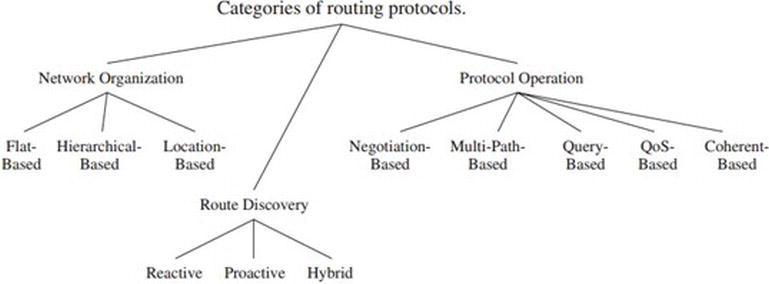 Categories of routing protocols.
Network Organization
Protocol Operation
Flat-
Based
Hierarchical-
Based
Location-
Based
Negotiation-
Based
Multi-Path-
Based
Query-
Based
QoS-
Based
Coherent-
Based
Route Discovery
Reactive
Proactive
Hybrid